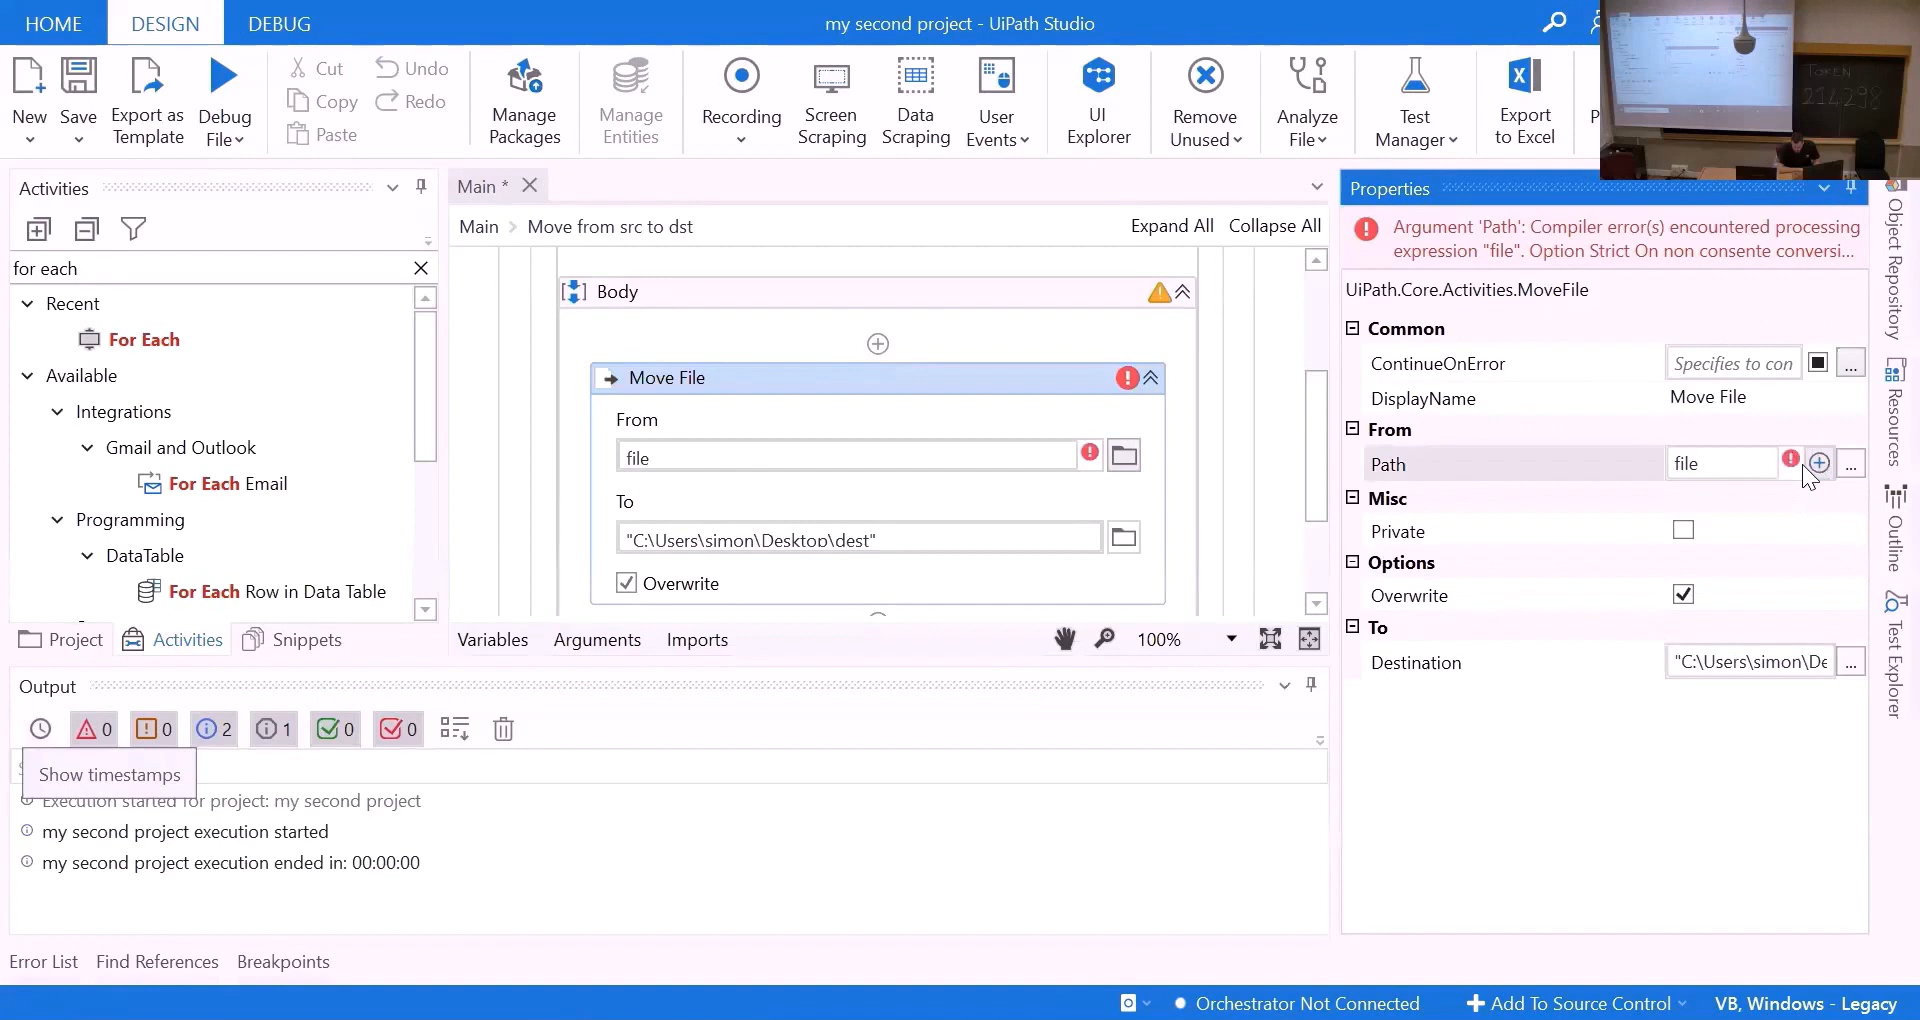 HOME
DESIGN
DEBUG
my second project - UiPath Studio
New
Save
Export as
Template
Debug
File
Cut
Copy
Paste
Undo
Redo
Manage
Packages
Manage
Entities
Recording
Screen
Scraping
Data
Scraping
User
Events
UI
Explorer
Remove
Unused
Analyze
File
Test
Manager
Export
to Excel
P
TOKEN
214298
Activities
for each
Recent
For Each
Available
Integrations
Gmail and Outlook
For Each Email
Programming
DataTable
For Each Row in Data Table
Project
Activities
Snippets
Main *
Main > Move from src to dst
Expand All
Collapse All
Body
Move File
From
file
To
"C:\Users\simon\Desktop\dest"
Overwrite
Variables
Arguments
Imports
100%
Properties
Argument 'Path': Compiler error(s) encountered processing
expression "file". Option Strict On non consente conversi...
UiPath.Core.Activities.MoveFile
Common
ContinueOnError
Specifies to con
...
DisplayName
Move File
From
Path
file
...
Misc
Private
Options
Overwrite
To
Destination
"C:\Users\simon\De
...
Object Repository
Resources
Outline
Test Explorer
Output
0
0
2
1
0
0
Show timestamps
Execution started for project: my second project
my second project execution started
my second project execution ended in: 00:00:00
Error List
Find References
Breakpoints
Orchestrator Not Connected
Add To Source Control
VB, Windows - Legacy